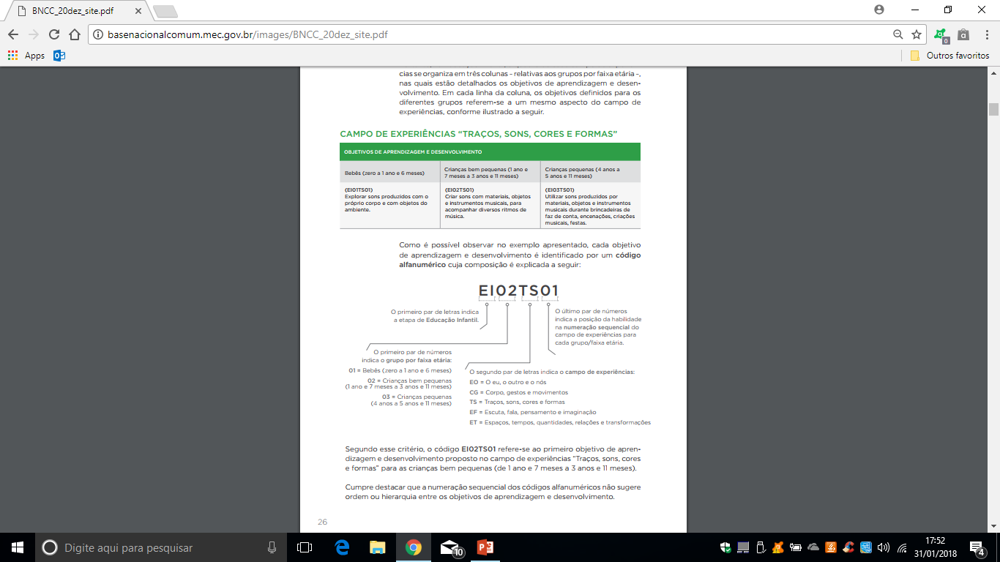 BNCC_20dez_site.pdf
basenacionalcomum.mec.gov.br/images/BNCC_20dez_site.pdf
0
Apps
Outros favoritos
cias se organiza em três colunas – relativas aos grupos por faixa etária –,
nas quais estão detalhados os objetivos de aprendizagem e desen-
volvimento. Em cada linha da coluna, os objetivos definidos para os
diferentes grupos referem-se a um mesmo aspecto do campo de
experiências, conforme ilustrado a seguir.
CAMPO DE EXPERIÊNCIAS “TRAÇOS, SONS, CORES E FORMAS”
OBJETIVOS DE APRENDIZAGEM E DESENVOLVIMENTO
Bebês (zero a 1 ano e 6 meses)
Crianças bem pequenas (1 ano e
7 meses a 3 anos e 11 meses)
Crianças pequenas (4 anos a
5 anos e 11 meses)
(EI01TS01)
Explorar sons produzidos com o
próprio corpo e com objetos do
ambiente.
(EI02TS01)
Criar sons com materiais, objetos
e instrumentos musicais, para
acompanhar diversos ritmos de
música.
(EI03TS01)
Utilizar sons produzidos por
materiais, objetos e instrumentos
musicais durante brincadeiras de
faz de conta, encenações, criações
musicais, festas.
Como é possível observar no exemplo apresentado, cada objetivo
de aprendizagem e desenvolvimento é identificado por um código
alfanumérico cuja composição é explicada a seguir:
EI02TS01
O primeiro par de letras indica
a etapa de Educação Infantil.
O último par de números
indica a posição da habilidade
na numeração sequencial do
campo de experiências para
cada grupo/faixa etária.
O primeiro par de números
indica o grupo por faixa etária:
01 = Bebês (zero a 1 ano e 6 meses)
02 = Crianças bem pequenas
(1 ano e 7 meses a 3 anos e 11 meses)
03 = Crianças pequenas
(4 anos a 5 anos e 11 meses)
O segundo par de letras indica o campo de experiências:
EO = O eu, o outro e o nós
CG = Corpo, gestos e movimentos
TS = Traços, sons, cores e formas
EF = Escuta, fala, pensamento e imaginação
ET = Espaços, tempos, quantidades, relações e transformações
Segundo esse critério, o código EI02TS01 refere-se ao primeiro objetivo de apren-
dizagem e desenvolvimento proposto no campo de experiências “Traços, sons, cores
e formas” para as crianças bem pequenas (de 1 ano e 7 meses a 3 anos e 11 meses).
Cumpre destacar que a numeração sequencial dos códigos alfanuméricos não sugere
ordem ou hierarquia entre os objetivos de aprendizagem e desenvolvimento.
26
Digite aqui para pesquisar
10
17:52
31/01/2018
4